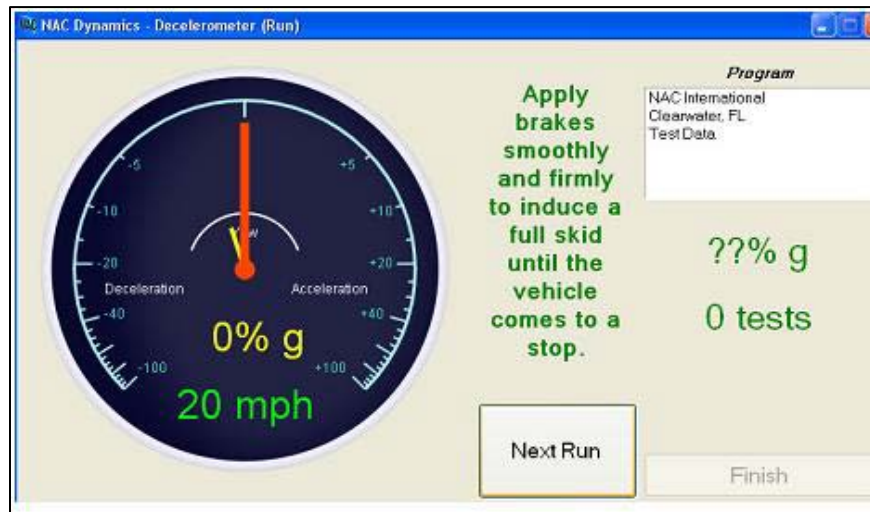 NAC Dynamics - Decelerometer (Run)
-5
+5
-10
+10
-20
+20
Deceleration
Acceleration
-40
+40
0% g
-100
+100
20 mph
Apply
brakes
smoothly
and firmly
to induce a
full skid
until the
vehicle
comes to a
stop.
Next Run
Program
NAC International
Clearwater, FL
Test Data
??% g
0 tests
Finish